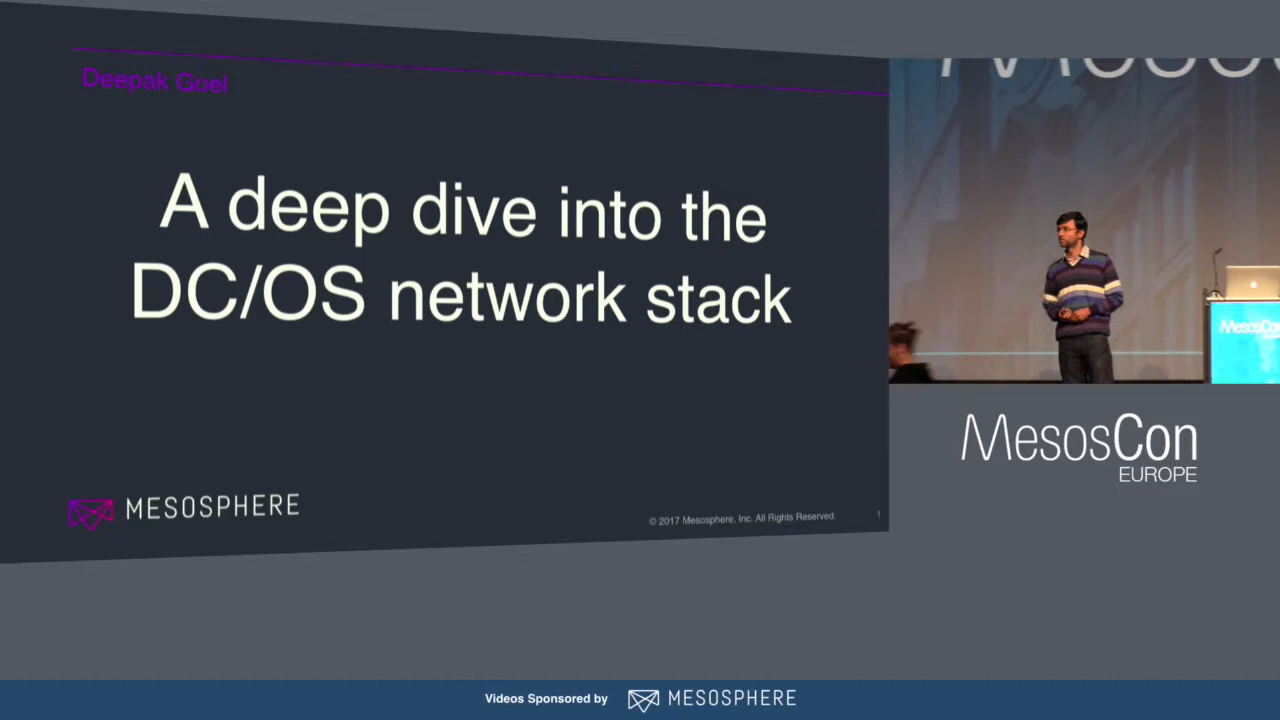 Deepak Goel
A deep dive into the
DC/OS network stack
MESOSPHERE
© 2017 Mesosphere, Inc. All Rights Reserved.
1
MesosCon
MesosCon
EUROPE
Videos Sponsored by MESOSPHERE